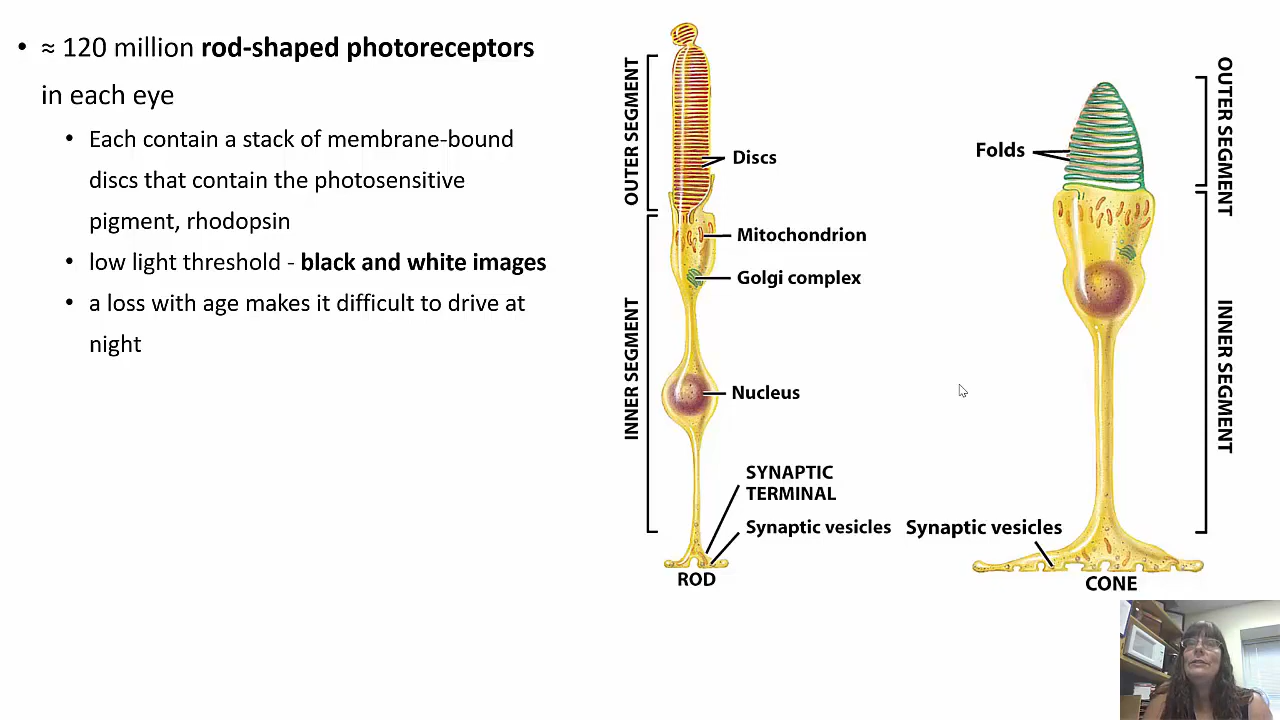 • ≈ 120 million rod-shaped photoreceptors
in each eye
• Each contain a stack of membrane-bound
discs that contain the photosensitive
pigment, rhodopsin
• low light threshold - black and white images
• a loss with age makes it difficult to drive at
night
OUTER SEGMENT
Discs
Mitochondrion
Golgi complex
INNER SEGMENT
Nucleus
SYNAPTIC
TERMINAL
Synaptic vesicles
ROD
Folds
OUTER SEGMENT
INNER SEGMENT
Synaptic vesicles
CONE